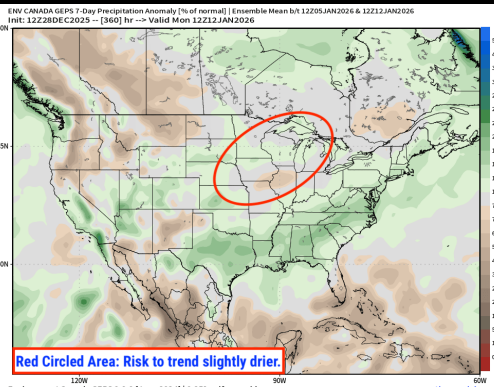 ENV CANADA GEPS 7-Day Precipitation Anomaly [% of normal] | Ensemble Mean b/t 12Z05JAN2026 & 12Z12JAN2026
Init: 12Z28DEC2025 -- [360] hr --> Valid Mon 12Z12JAN2026
Red Circled Area: Risk to trend slightly drier.
120W 90W 60W